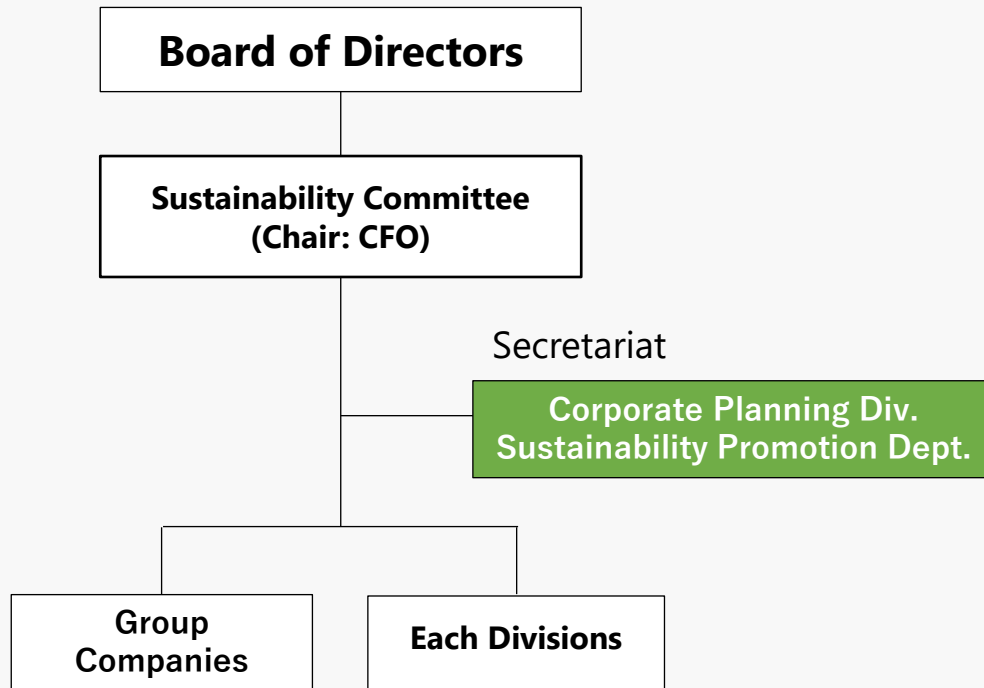 Board of Directors
Sustainability Committee
(Chair: CFO)
Secretariat
Corporate Planning Div.
Sustainability Promotion Dept.
Group
Companies
Each Divisions